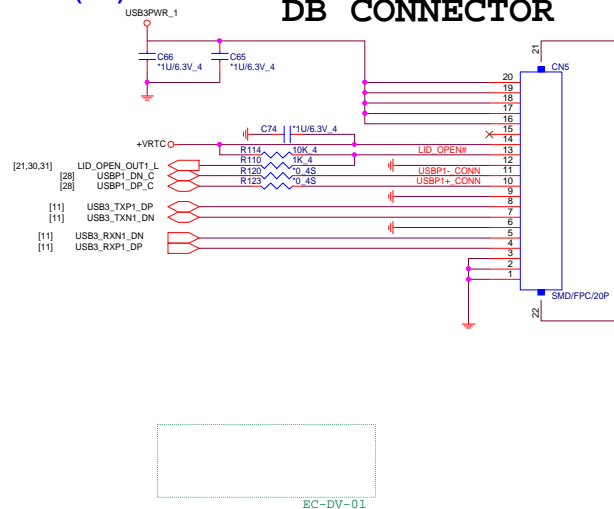 DB CONNECTOR
USB3PWR_1
21
C66
*1U/6.3V_4
C65
*1U/6.3V_4
CN5
20
19
18
17
16
15
14
13
12
11
10
9
8
7
6
5
4
3
2
1
C74
*1U/6.3V_4
+VRTC
R114
10K_4
LID_OPEN#
[21,30,31]
LID_OPEN_OUT1_L
R110
1K_4
[28]
USBP1_DN_C
R120
*0_4S
USBP1-_CONN
[28]
USBP1_DP_C
R123
*0_4S
USBP1+_CONN
[11]
USB3_TXP1_DP
[11]
USB3_TXN1_DN
[11]
USB3_RXN1_DN
[11]
USB3_RXP1_DP
SMD/FPC/20P
22
EC-DV-01